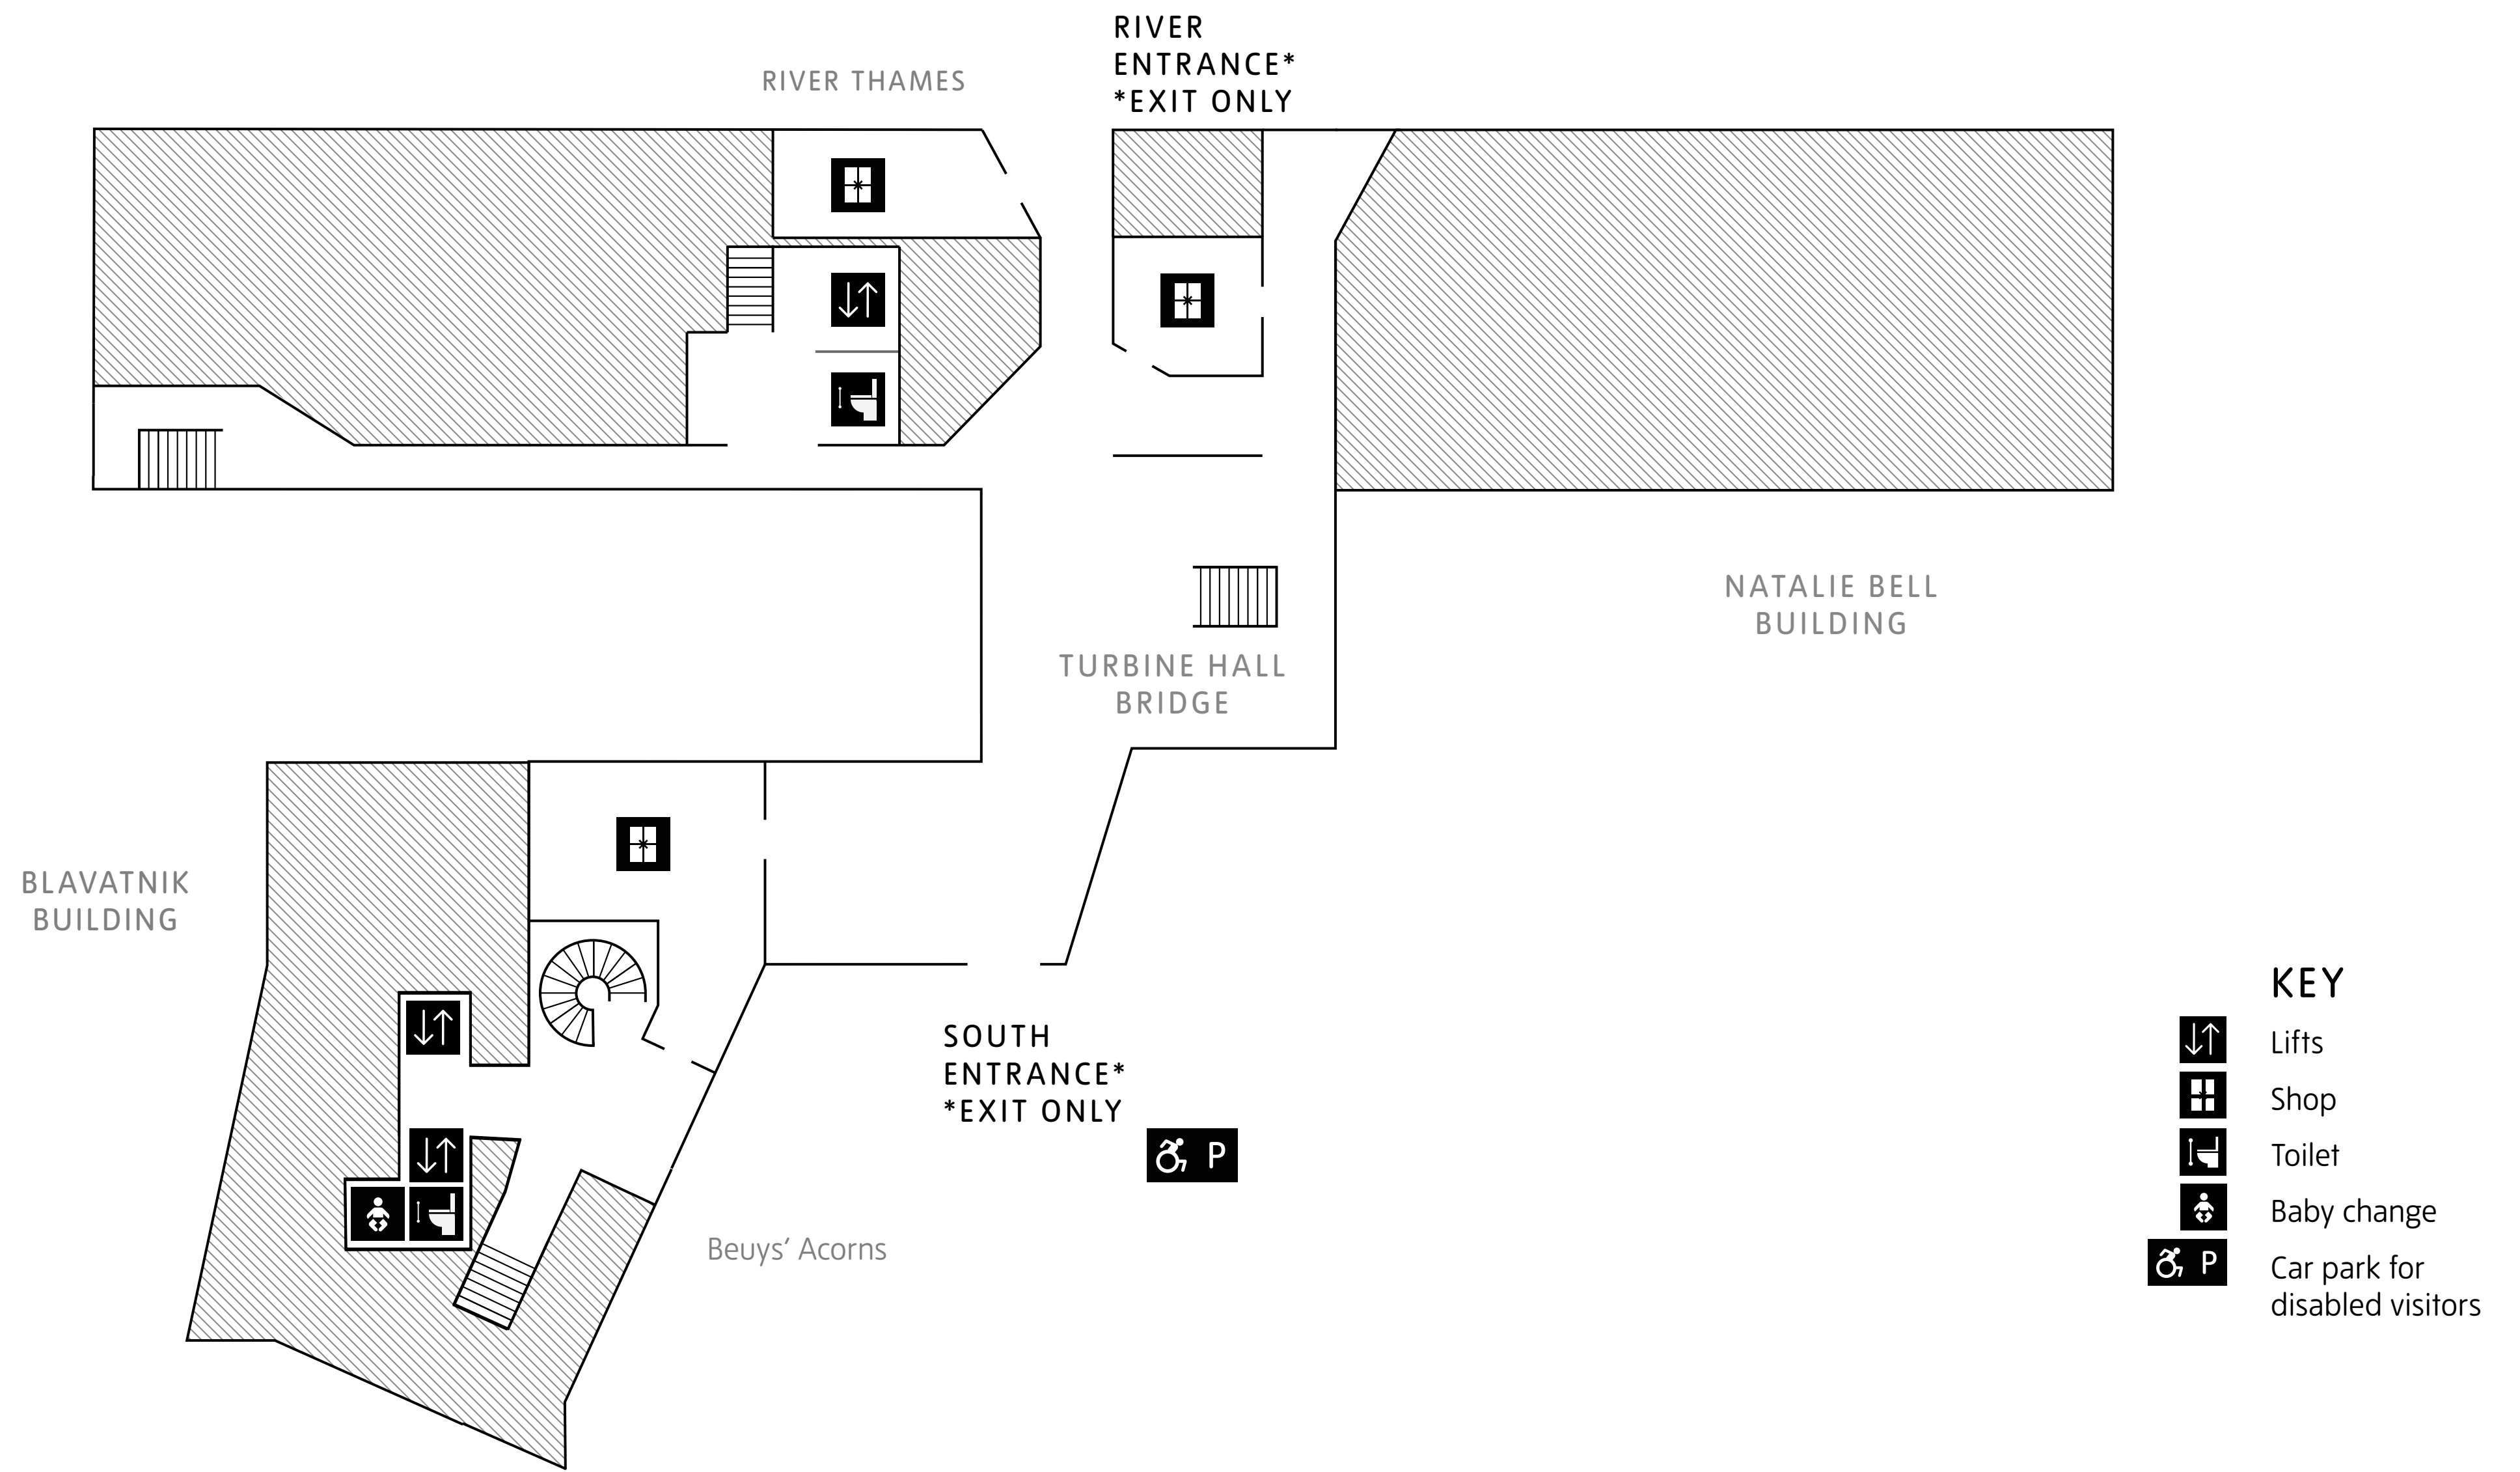 RIVER
ENTRANCE*
*EXIT ONLY
RIVER THAMES
NATALIE BELL
BUILDING
TURBINE HALL
BRIDGE
BLAVATNIK
BUILDING
SOUTH
ENTRANCE*
*EXIT ONLY
P
Beuys’ Acorns
KEY
Lifts
Shop
Toilet
Baby change
P
Car park for
disabled visitors